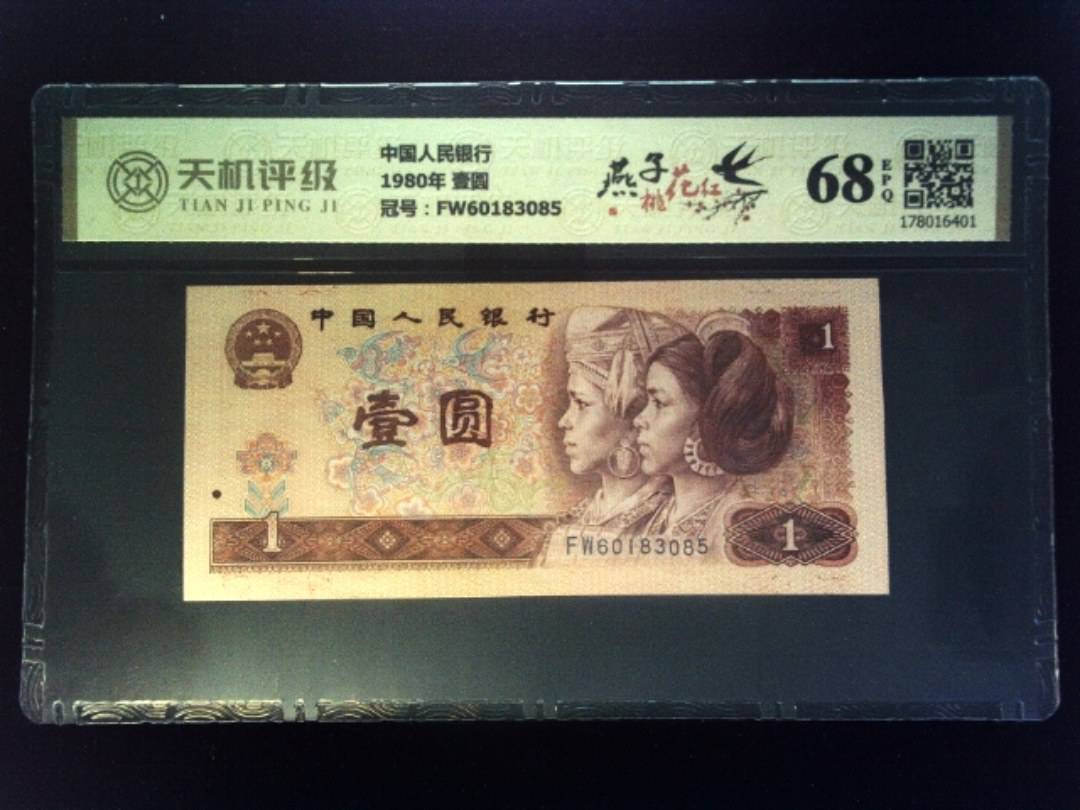 天机评级
TIAN JI PING JI
中国人民银行
1980年 壹圆
冠号：FW60183085
燕子
桃花红
68
EPQ
178016401
中国人民银行
1
壹圆
1
FW60183085
1